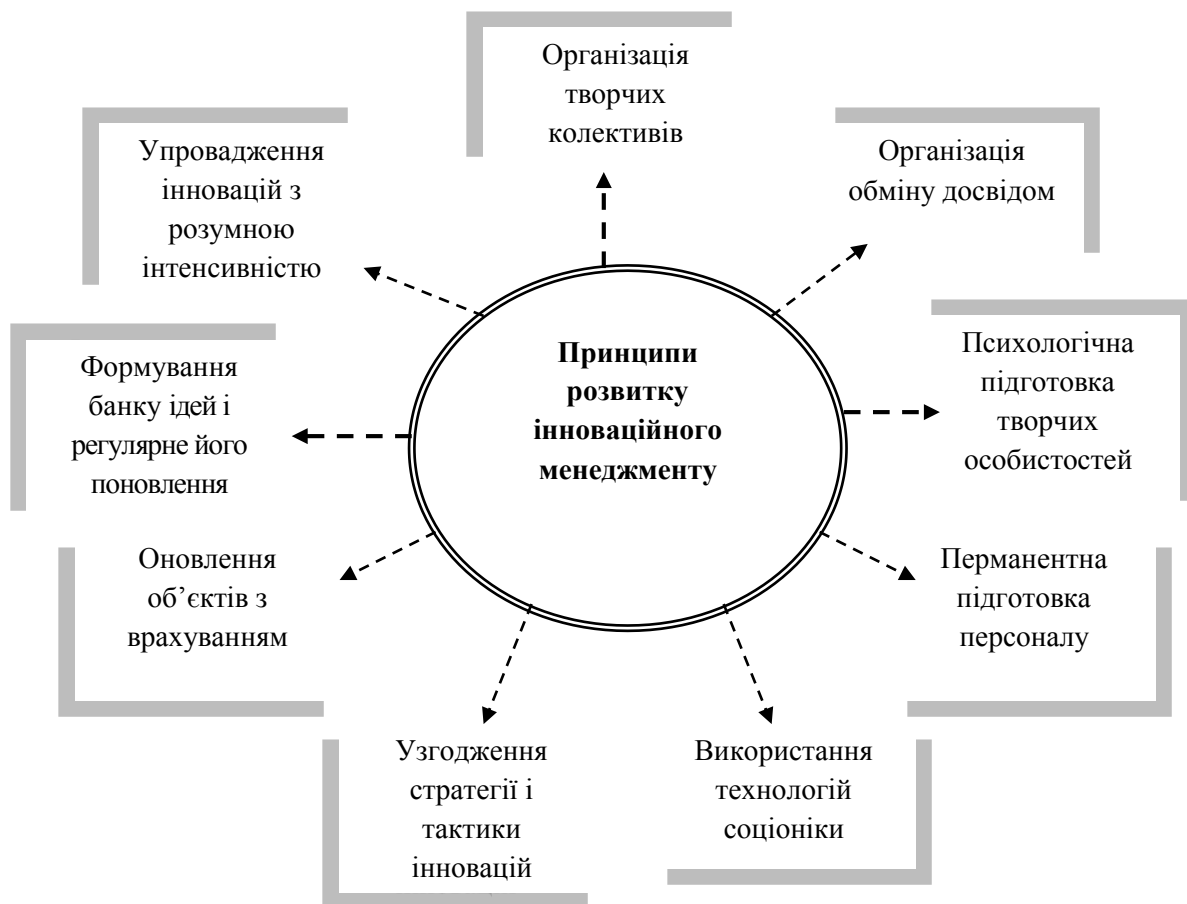 Організація
творчих
колективів
Організація
обміну досвідом
Психологічна
підготовка
творчих
особистостей
Перманентна
підготовка
персоналу
Використання
технологій
соціоніки
Узгодження
стратегії і
тактики
інновацій
Оновлення
об’єктів з
врахуванням
Формування
банку ідей і
регулярне його
поновлення
Упровадження
інновацій з
розумною
інтенсивністю
Принципи
розвитку
інноваційного
менеджменту